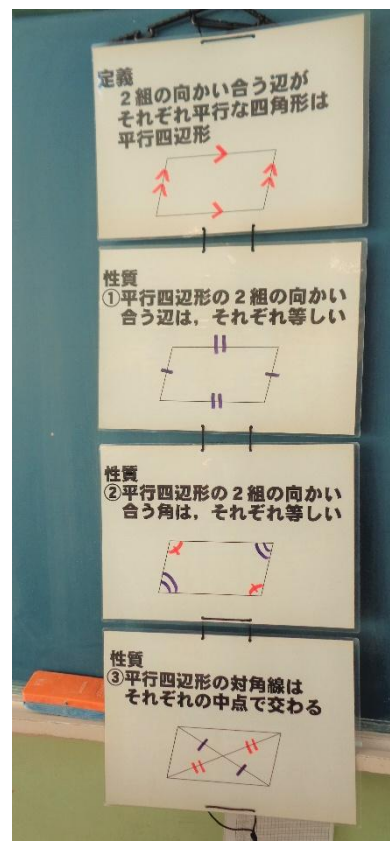 定義
2組の向かい合う辺が
それぞれ平行な四角形は
平行四辺形
性質
①平行四辺形の2組の向かい
合う辺は，それぞれ等しい
性質
②平行四辺形の2組の向かい
合う角は，それぞれ等しい
性質
③平行四辺形の対角線は
それぞれの中点で交わる